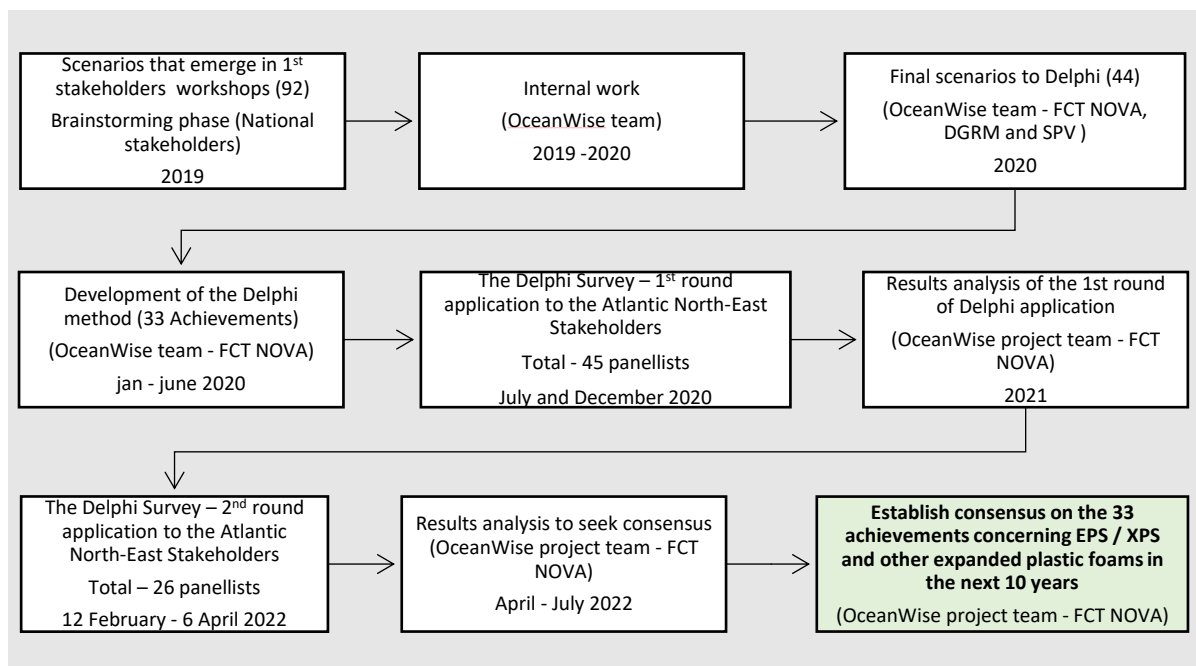 Scenarios that emerge in 1st
stakeholders workshops (92)
Brainstorming phase (National
stakeholders)
2019
Internal work
(OceanWise team)
2019 -2020
Final scenarios to Delphi (44)
(OceanWise team - FCT NOVA,
DGRM and SPV )
2020
Development of the Delphi
method (33 Achievements)
(OceanWise team - FCT NOVA)
jan - june 2020
The Delphi Survey – 1st round
application to the Atlantic North-East
Stakeholders
Total - 45 panellists
July and December 2020
Results analysis of the 1st round
of Delphi application
(OceanWise project team - FCT
NOVA)
2021
The Delphi Survey – 2nd round
application to the Atlantic
North-East Stakeholders
Total – 26 panellists
12 February - 6 April 2022
Results analysis to seek consensus
(OceanWise project team - FCT
NOVA)
April - July 2022
Establish consensus on the 33
achievements concerning EPS / XPS
and other expanded plastic foams in
the next 10 years
(OceanWise project team - FCT NOVA)